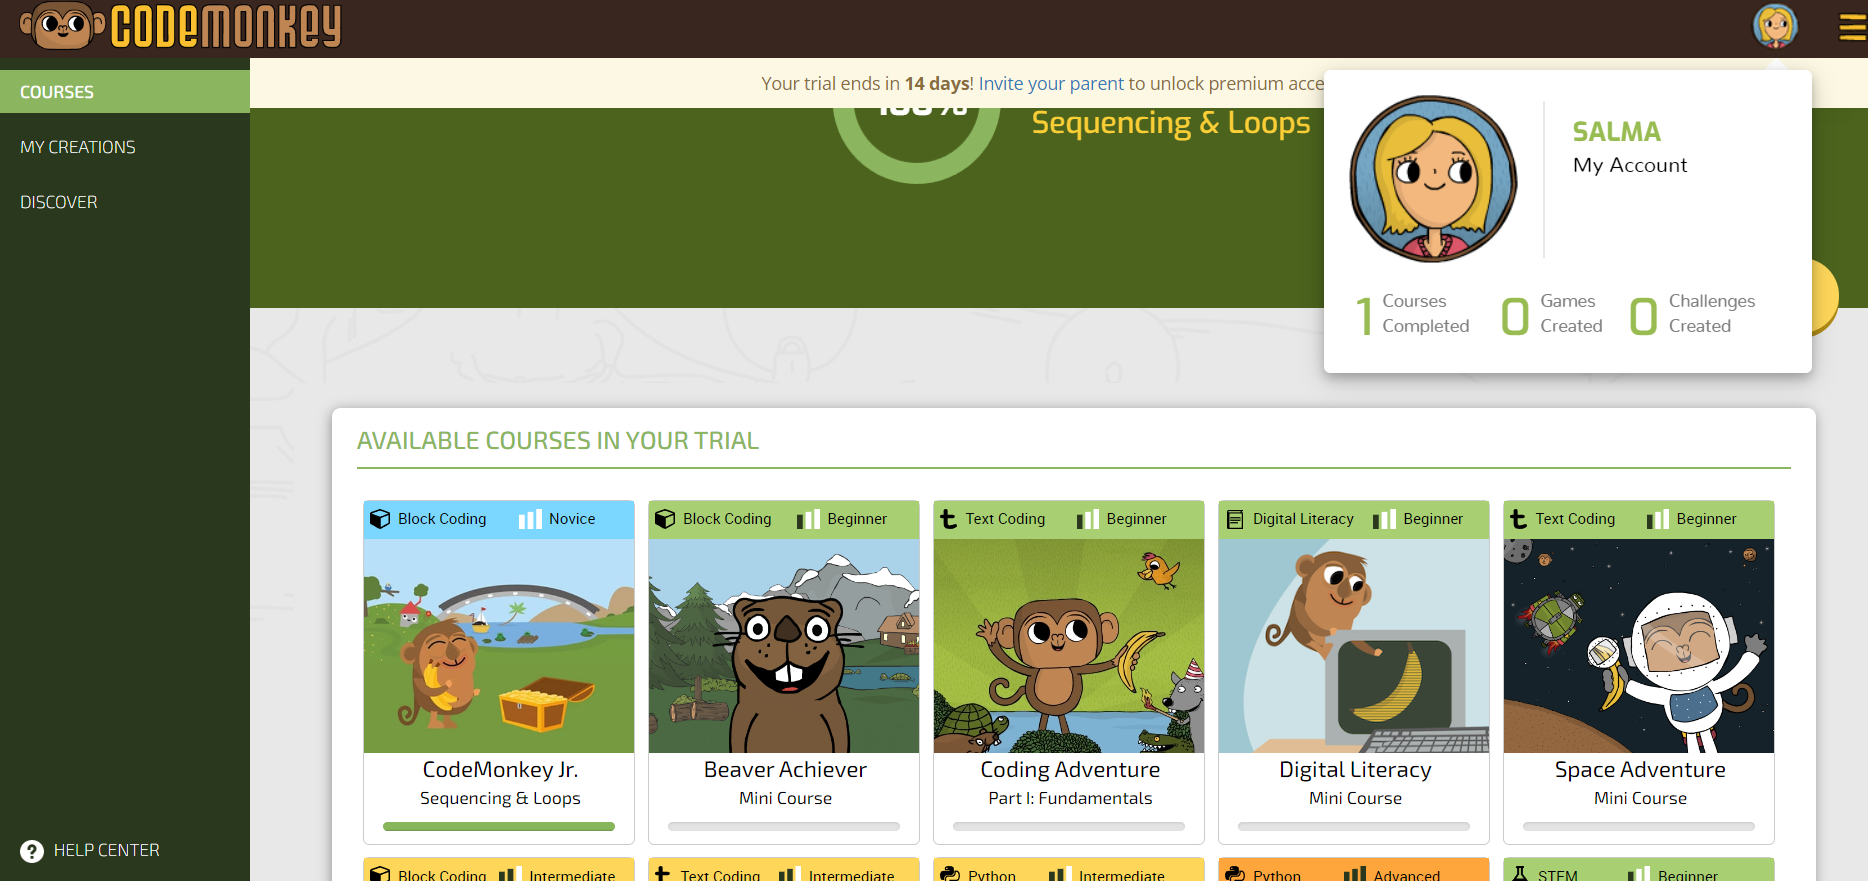 CODEMONKEY
COURSES
MY CREATIONS
DISCOVER
HELP CENTER
Your trial ends in 14 days! Invite your parent to unlock premium acce
100%
Sequencing & Loops
SALMA
My Account
1 Courses Completed
0 Games Created
0 Challenges Created
AVAILABLE COURSES IN YOUR TRIAL
Block Coding Novice
CodeMonkey Jr.
Sequencing & Loops
Block Coding Beginner
Beaver Achiever
Mini Course
Text Coding Beginner
Coding Adventure
Part I: Fundamentals
Digital Literacy Beginner
Digital Literacy
Mini Course
Text Coding Beginner
Space Adventure
Mini Course
Block Coding Intermediate
Text Coding Intermediate
Python Intermediate
Python Advanced
STEM Beginner